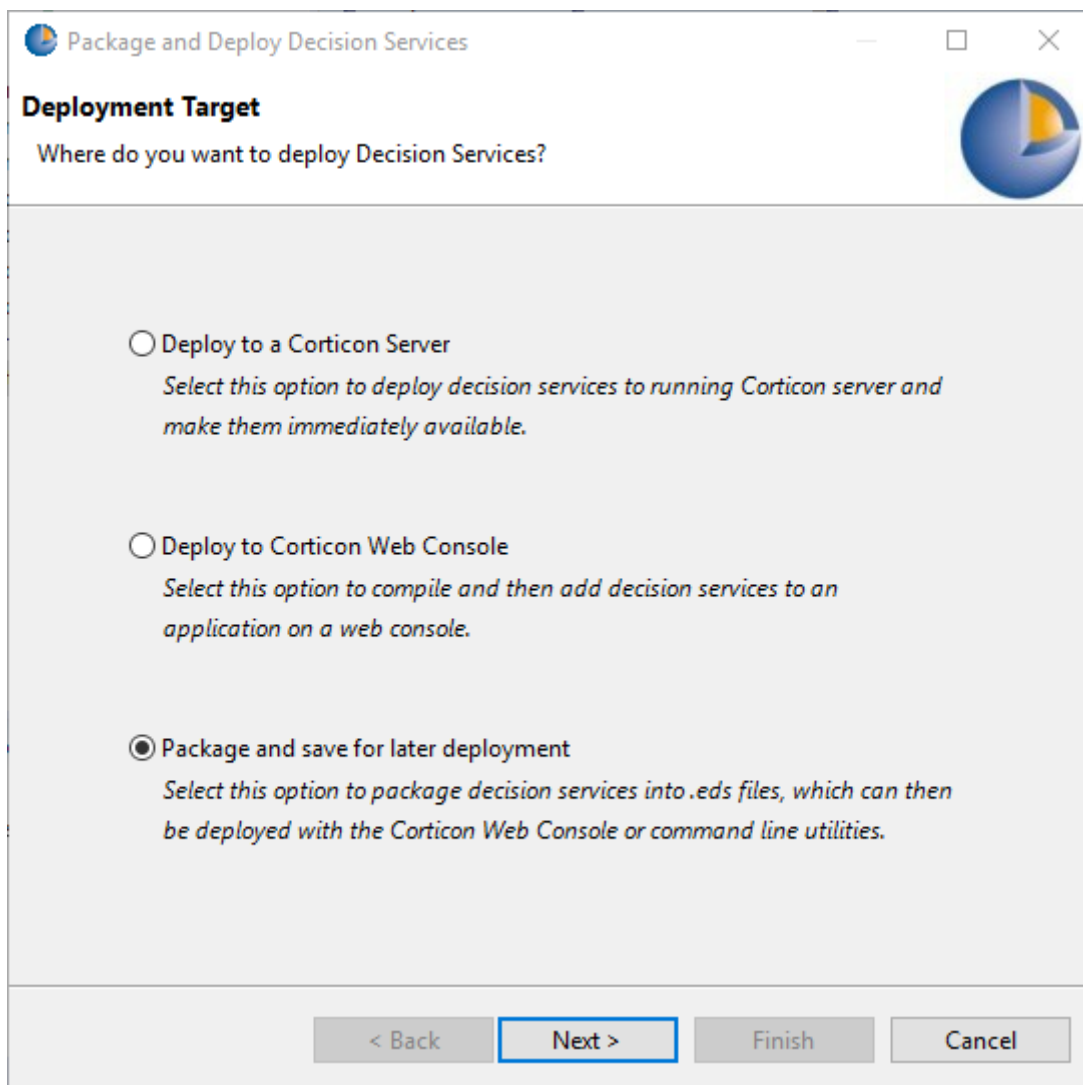 Package and Deploy Decision Services
Deployment Target
Where do you want to deploy Decision Services?
Deploy to a Corticon Server
Select this option to deploy decision services to running Corticon server and
make them immediately available.
Deploy to Corticon Web Console
Select this option to compile and then add decision services to an
application on a web console.
Package and save for later deployment
Select this option to package decision services into .eds files, which can then
be deployed with the Corticon Web Console or command line utilities.
< Back Next > Finish Cancel